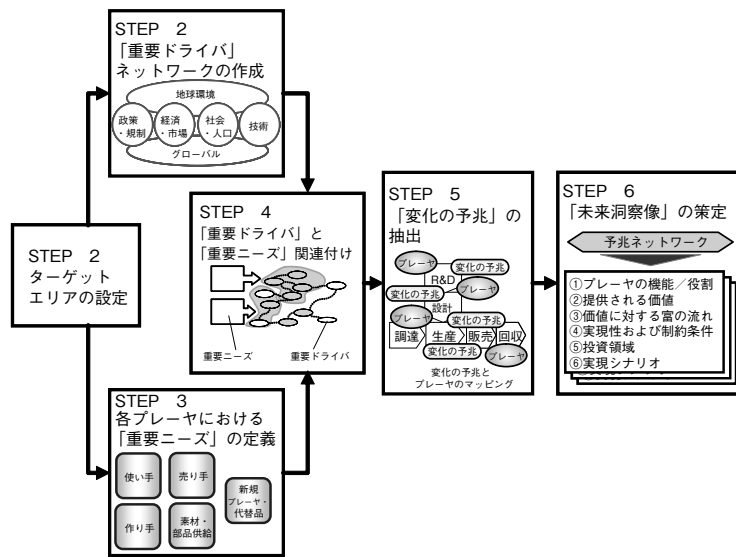 STEP 2
「重要ドライバ」
ネットワークの作成
地球環境
政策
・規制
経済
・市場
社会
・人口
技術
グローバル
STEP 2
ターゲット
エリアの設定
STEP 3
各プレーヤにおける
「重要ニーズ」の定義
使い手
売り手
作り手
素材・
部品供給
新規
プレーヤ・
代替品
STEP 4
「重要ドライバ」と
「重要ニーズ」関連付け
重要ニーズ
重要ドライバ
STEP 5
「変化の予兆」の
抽出
プレーヤ
変化の予兆
R&D
プレーヤ
変化の予兆
設計
プレーヤ
変化の予兆
調達
生産
販売
回収
変化の予兆
プレーヤ
変化の予兆と
プレーヤのマッピング
STEP 6
「未来洞察像」の策定
予兆ネットワーク
①プレーヤの機能／役割
②提供される価値
③価値に対する富の流れ
④実現性および制約条件
⑤投資領域
⑥実現シナリオ